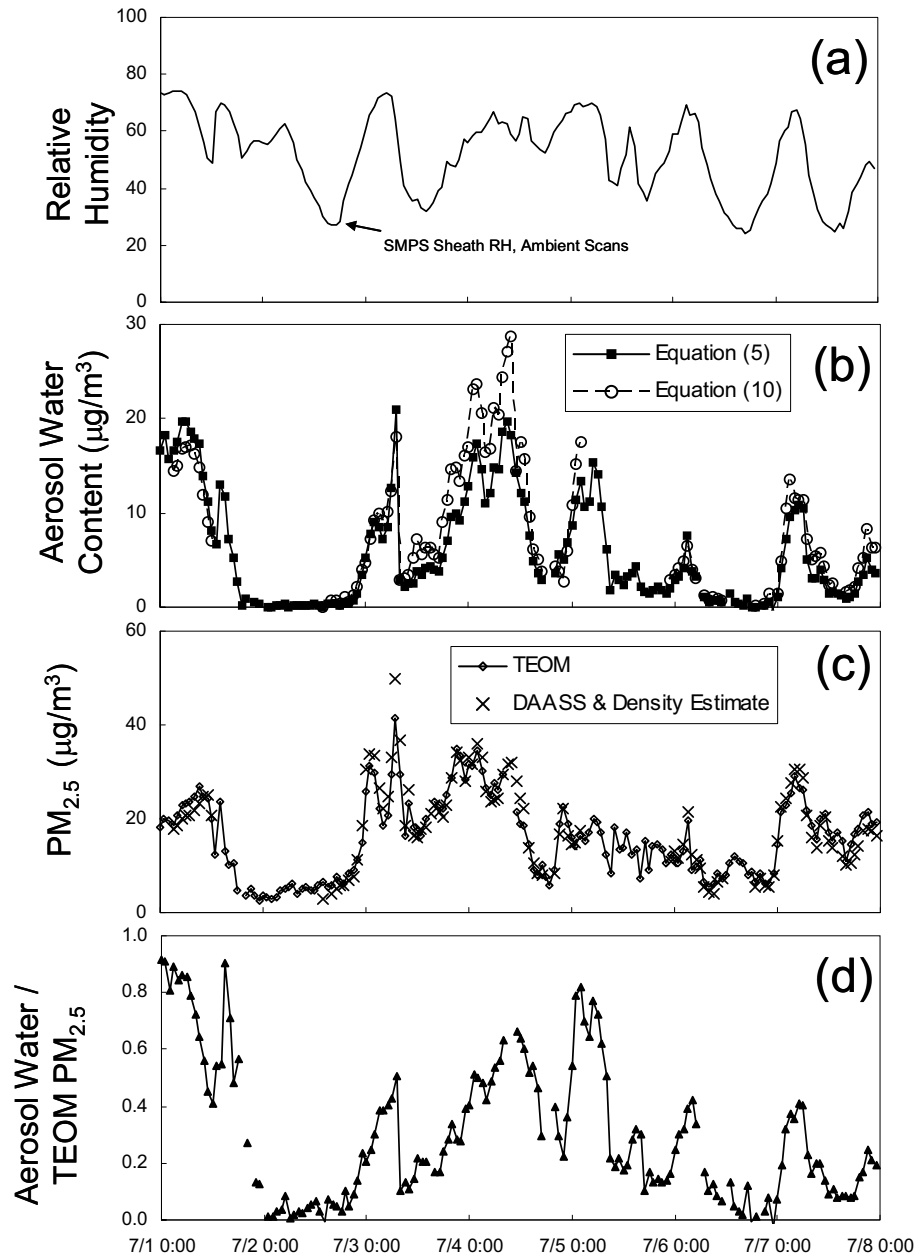 (a)
100
80
60
40
20
0
Relative
Humidity
SMPS Sheath RH, Ambient Scans
(b)
30
20
10
0
Aerosol Water
Content (μg/m³)
Equation (5)
Equation (10)
(c)
60
40
20
0
PM₂.₅ (μg/m³)
TEOM
DAASS & Density Estimate
(d)
1.0
0.8
0.6
0.4
0.2
0.0
Aerosol Water /
TEOM PM₂.₅
7/1 0:00 7/2 0:00 7/3 0:00 7/4 0:00 7/5 0:00 7/6 0:00 7/7 0:00 7/8 0:00